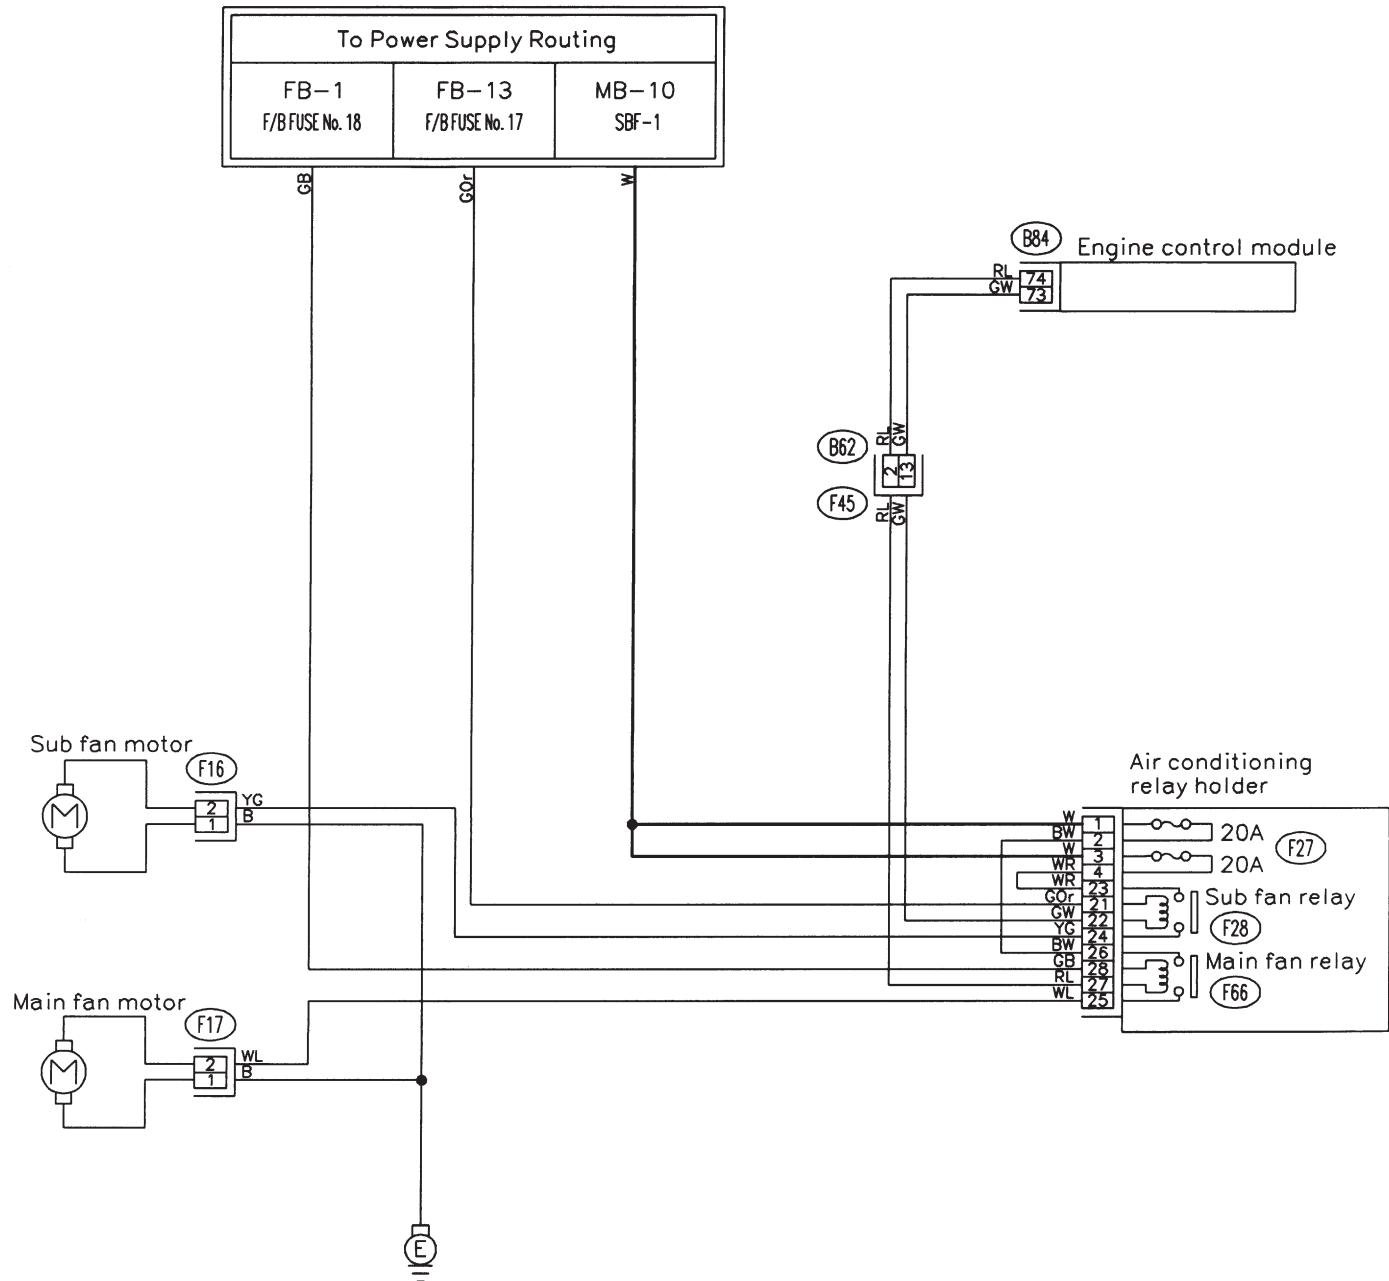 To Power Supply Routing
FB-1
F/B FUSE No. 18
FB-13
F/B FUSE No. 17
MB-10
SBF-1
GB
GOr
W
B84
Engine control module
RL
74
GW
73
RL
GW
B62
2
13
F45
RL
GW
Sub fan motor
F16
M
2
YG
1
B
Air conditioning
relay holder
W
1
BW
2
20A
F27
W
3
WR
4
20A
WR
23
GOr
21
Sub fan relay
GW
22
F28
YG
24
BW
26
GB
28
Main fan relay
RL
27
F66
WL
25
Main fan motor
F17
M
2
WL
1
B
E